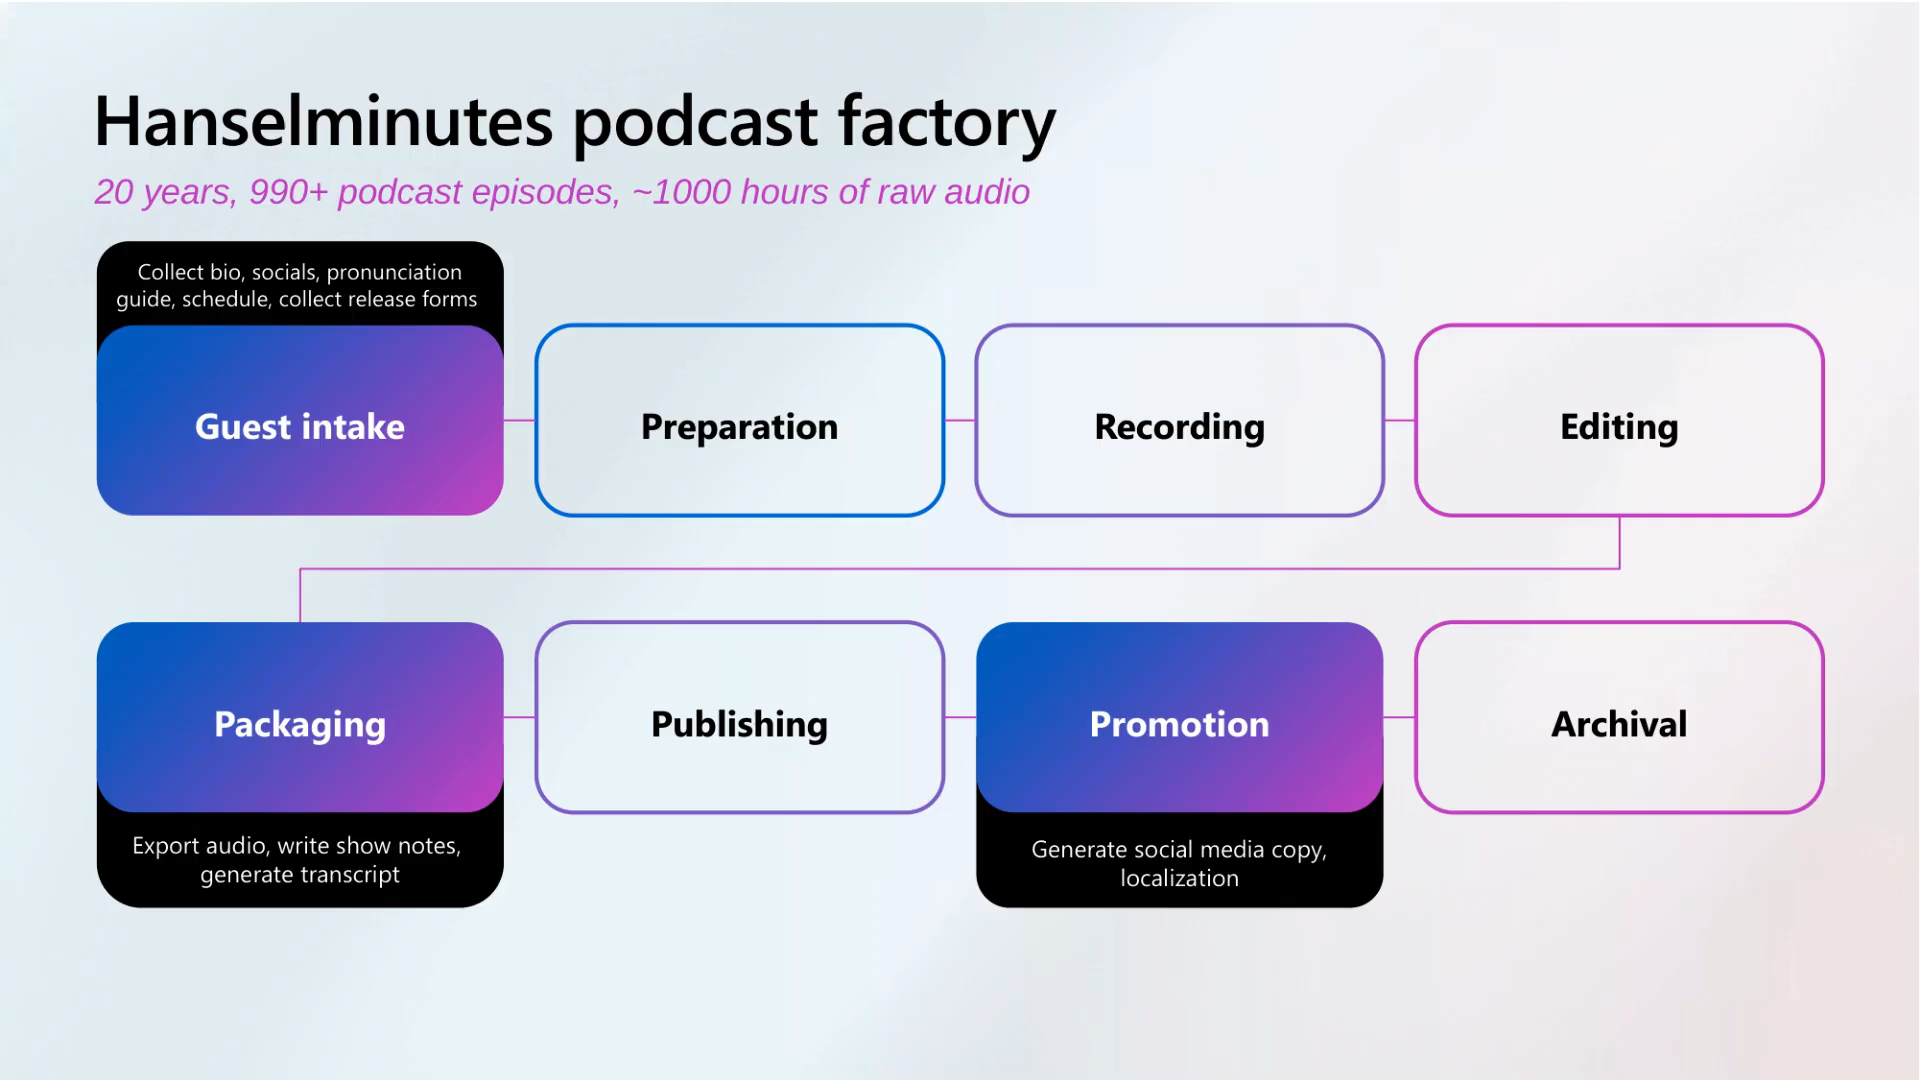 Hanselminutes podcast factory
20 years, 990+ podcast episodes, ~1000 hours of raw audio
Collect bio, socials, pronunciation
guide, schedule, collect release forms
Guest intake
Preparation
Recording
Editing
Packaging
Publishing
Promotion
Archival
Export audio, write show notes,
generate transcript
Generate social media copy,
localization